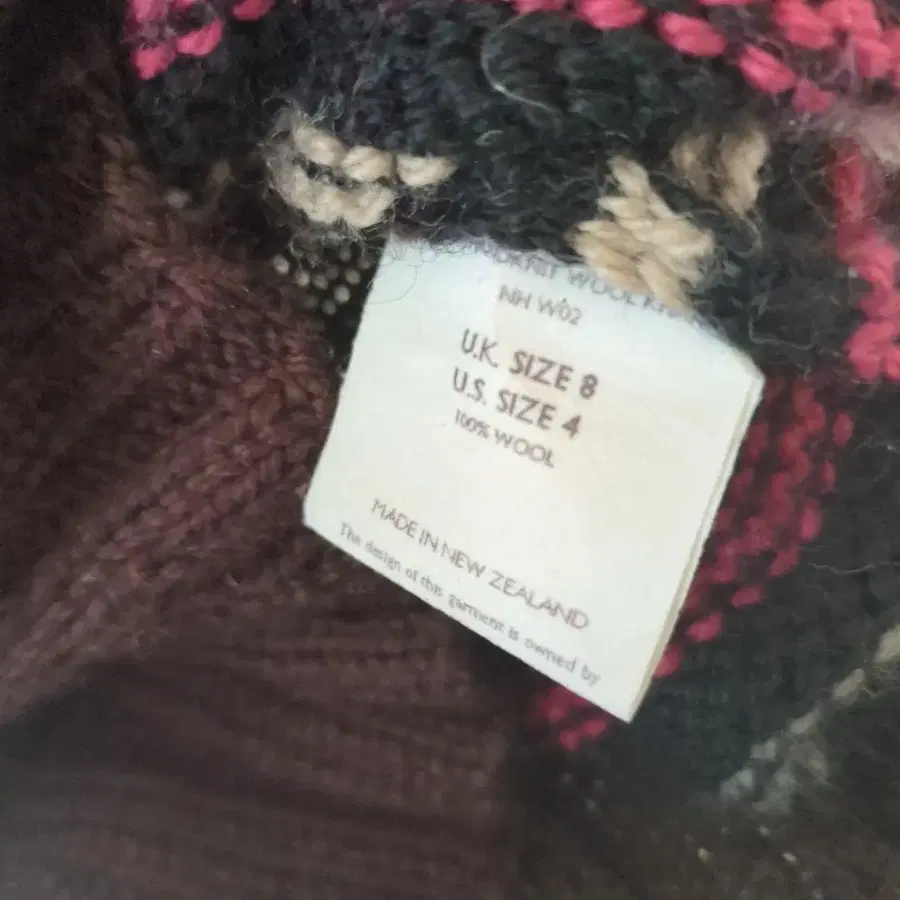 WOOL
NH W02
U.K. SIZE 8
U.S. SIZE 4
100% WOOL
MADE IN NEW ZEALAND
The design of this garment is owned by